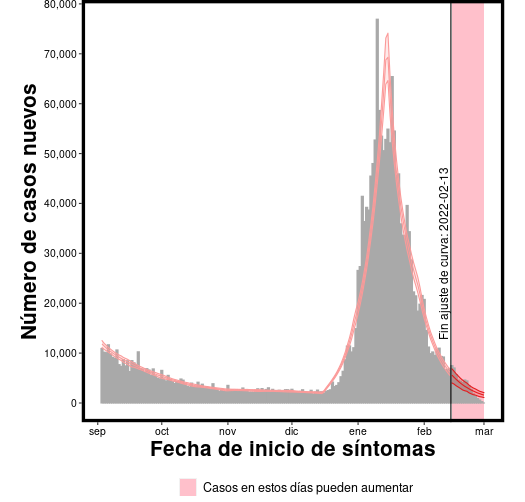 80,000
70,000
60,000
50,000
40,000
30,000
20,000
10,000
0
Número de casos nuevos
Fin ajuste de curva: 2022-02-13
sep oct nov dic ene feb mar
Fecha de inicio de síntomas
Casos en estos días pueden aumentar